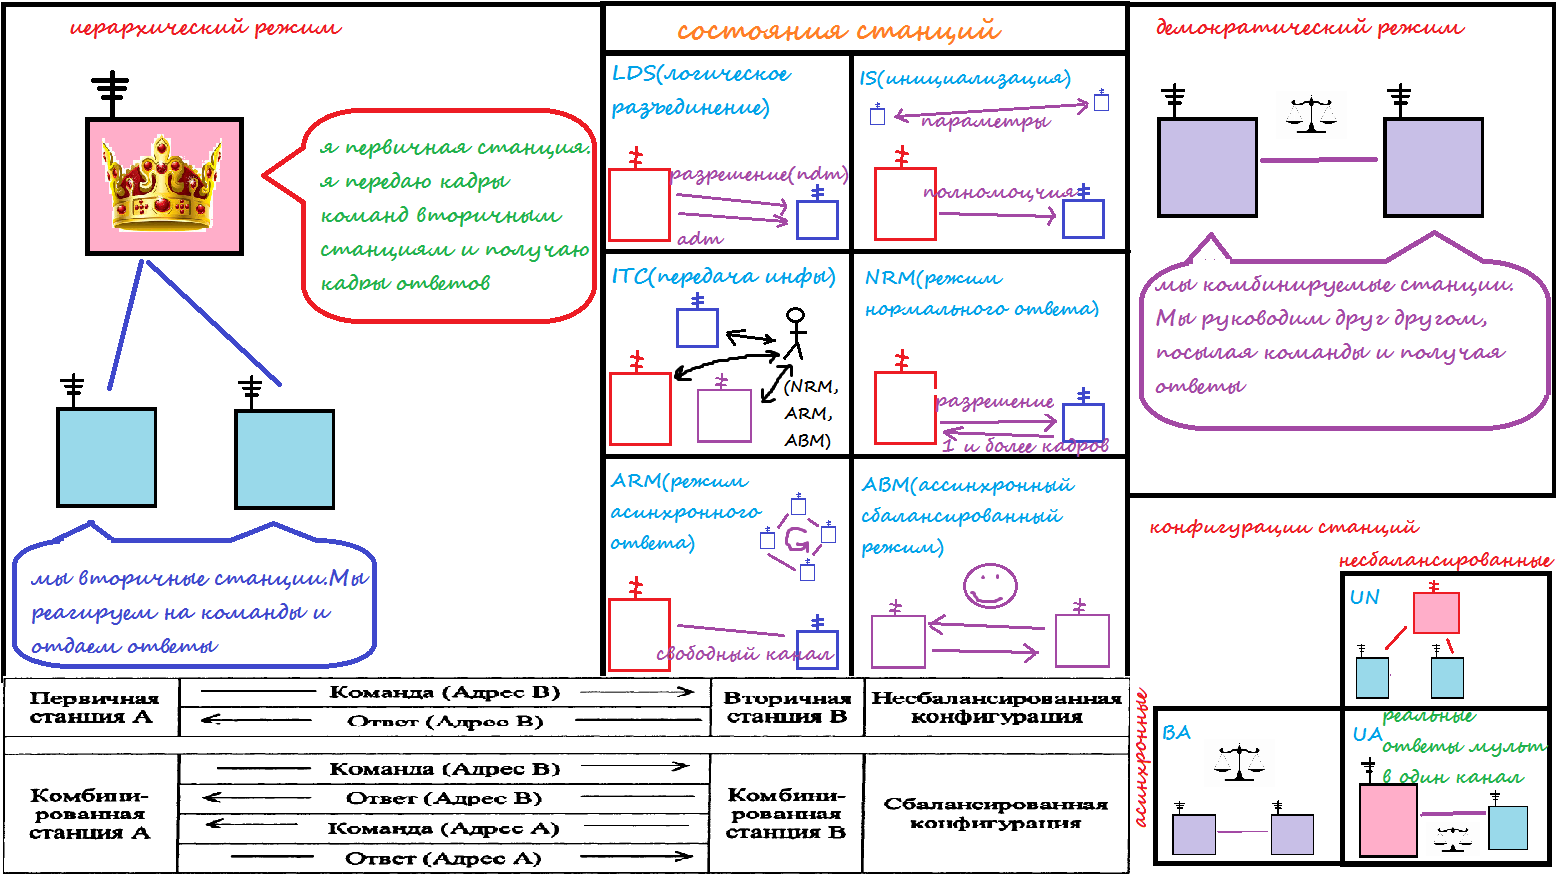 иерархический режим
я первичная станция.
я передаю кадры
команд вторичным
станциям и получаю
кадры ответов
мы вторичные станции.Мы
реагируем на команды и
отдаем ответы
состояния станций
LDS(логическое
разъединение)
разрешение(ndm)
adm
IS(инициализация)
параметры
полномоцчия
ITC(передача инфы)
(NRM,
ARM,
ABM)
NRM(режим
нормального ответа)
разрешение
1 и более кадров
ARM(режим
асинхронного
ответа)
G
свободный канал
ABM(ассинхронный
сбалансированный
режим)
демократический режим
мы комбинируемые станции.
Мы руководим друг другом,
посылая команды и получая
ответы
конфигурации станций
несбалансированные
асинхронные
UN
BA
UA
реальные
ответы мульт
в один канал
Первичная
станция А
Команда (Адрес В)
Ответ (Адрес В)
Вторичная
станция В
Несбалансированная
конфигурация
Комбини-
рованная
станция А
Команда (Адрес В)
Ответ (Адрес В)
Команда (Адрес А)
Ответ (Адрес А)
Комбини-
рованная
станция В
Сбалансированная
конфигурация